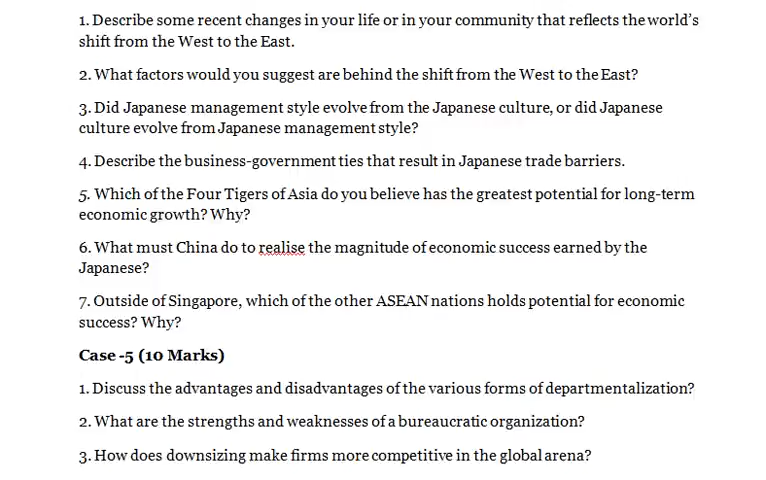 1. Describe some recent changes in your life or in your community that reflects the world's
shift from the West to the East.
2. What factors would you suggest are behind the shift from the West to the East?
3. Did Japanese management style evolve from the Japanese culture, or did Japanese
culture evolve from Japanese management style?
4. Describe the business-government ties that result in Japanese trade barriers.
5. Which of the Four Tigers of Asia do you believe has the greatest potential for long-term
economic growth? Why?
6. What must China do to realise the magnitude of economic success earned by the
Japanese?
7. Outside of Singapore, which of the other ASEAN nations holds potential for economic
success? Why?
Case -5 (10 Marks)
1. Discuss the advantages and disadvantages of the various forms of departmentalization?
2. What are the strengths and weaknesses of a bureaucratic organization?
3. How does downsizing make firms more competitive in the global arena?